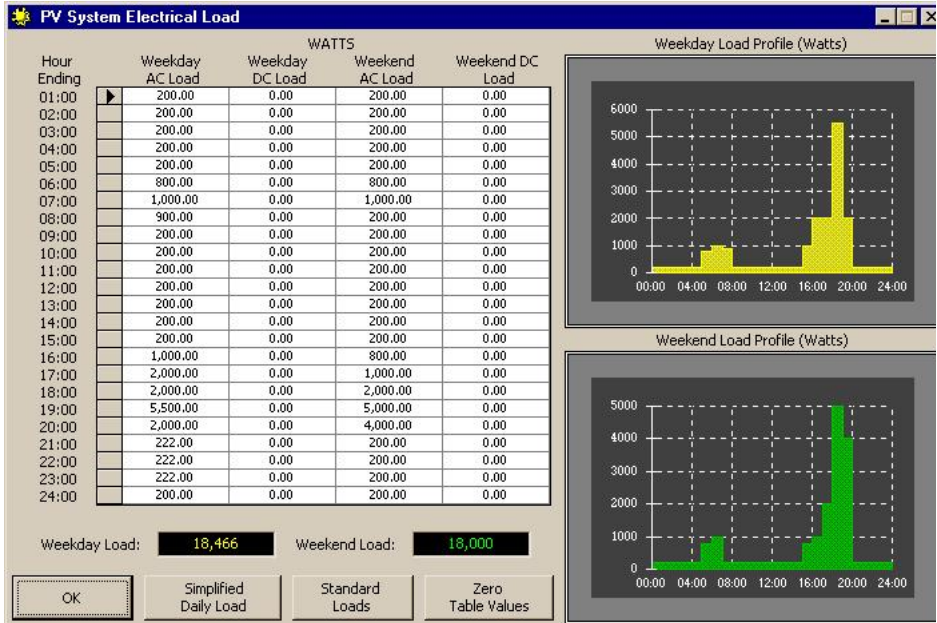 PV System Electrical Load
WATTS
Hour Ending Weekday AC Load Weekday DC Load Weekend AC Load Weekend DC Load
01:00 200.00 0.00 200.00 0.00
02:00 200.00 0.00 200.00 0.00
03:00 200.00 0.00 200.00 0.00
04:00 200.00 0.00 200.00 0.00
05:00 200.00 0.00 200.00 0.00
06:00 800.00 0.00 800.00 0.00
07:00 1,000.00 0.00 1,000.00 0.00
08:00 900.00 0.00 200.00 0.00
09:00 200.00 0.00 200.00 0.00
10:00 200.00 0.00 200.00 0.00
11:00 200.00 0.00 200.00 0.00
12:00 200.00 0.00 200.00 0.00
13:00 200.00 0.00 200.00 0.00
14:00 200.00 0.00 200.00 0.00
15:00 200.00 0.00 200.00 0.00
16:00 1,000.00 0.00 800.00 0.00
17:00 2,000.00 0.00 1,000.00 0.00
18:00 2,000.00 0.00 2,000.00 0.00
19:00 5,500.00 0.00 5,000.00 0.00
20:00 2,000.00 0.00 4,000.00 0.00
21:00 222.00 0.00 200.00 0.00
22:00 222.00 0.00 200.00 0.00
23:00 222.00 0.00 200.00 0.00
24:00 200.00 0.00 200.00 0.00
Weekday Load: 18,466 Weekend Load: 18,000
OK
Simplified
Daily Load
Standard
Loads
Zero
Table Values
Weekday Load Profile (Watts)
6000
5000
4000
3000
2000
1000
0
00:00 04:00 08:00 12:00 16:00 20:00 24:00
Weekend Load Profile (Watts)
5000
4000
3000
2000
1000
0
00:00 04:00 08:00 12:00 16:00 20:00 24:00